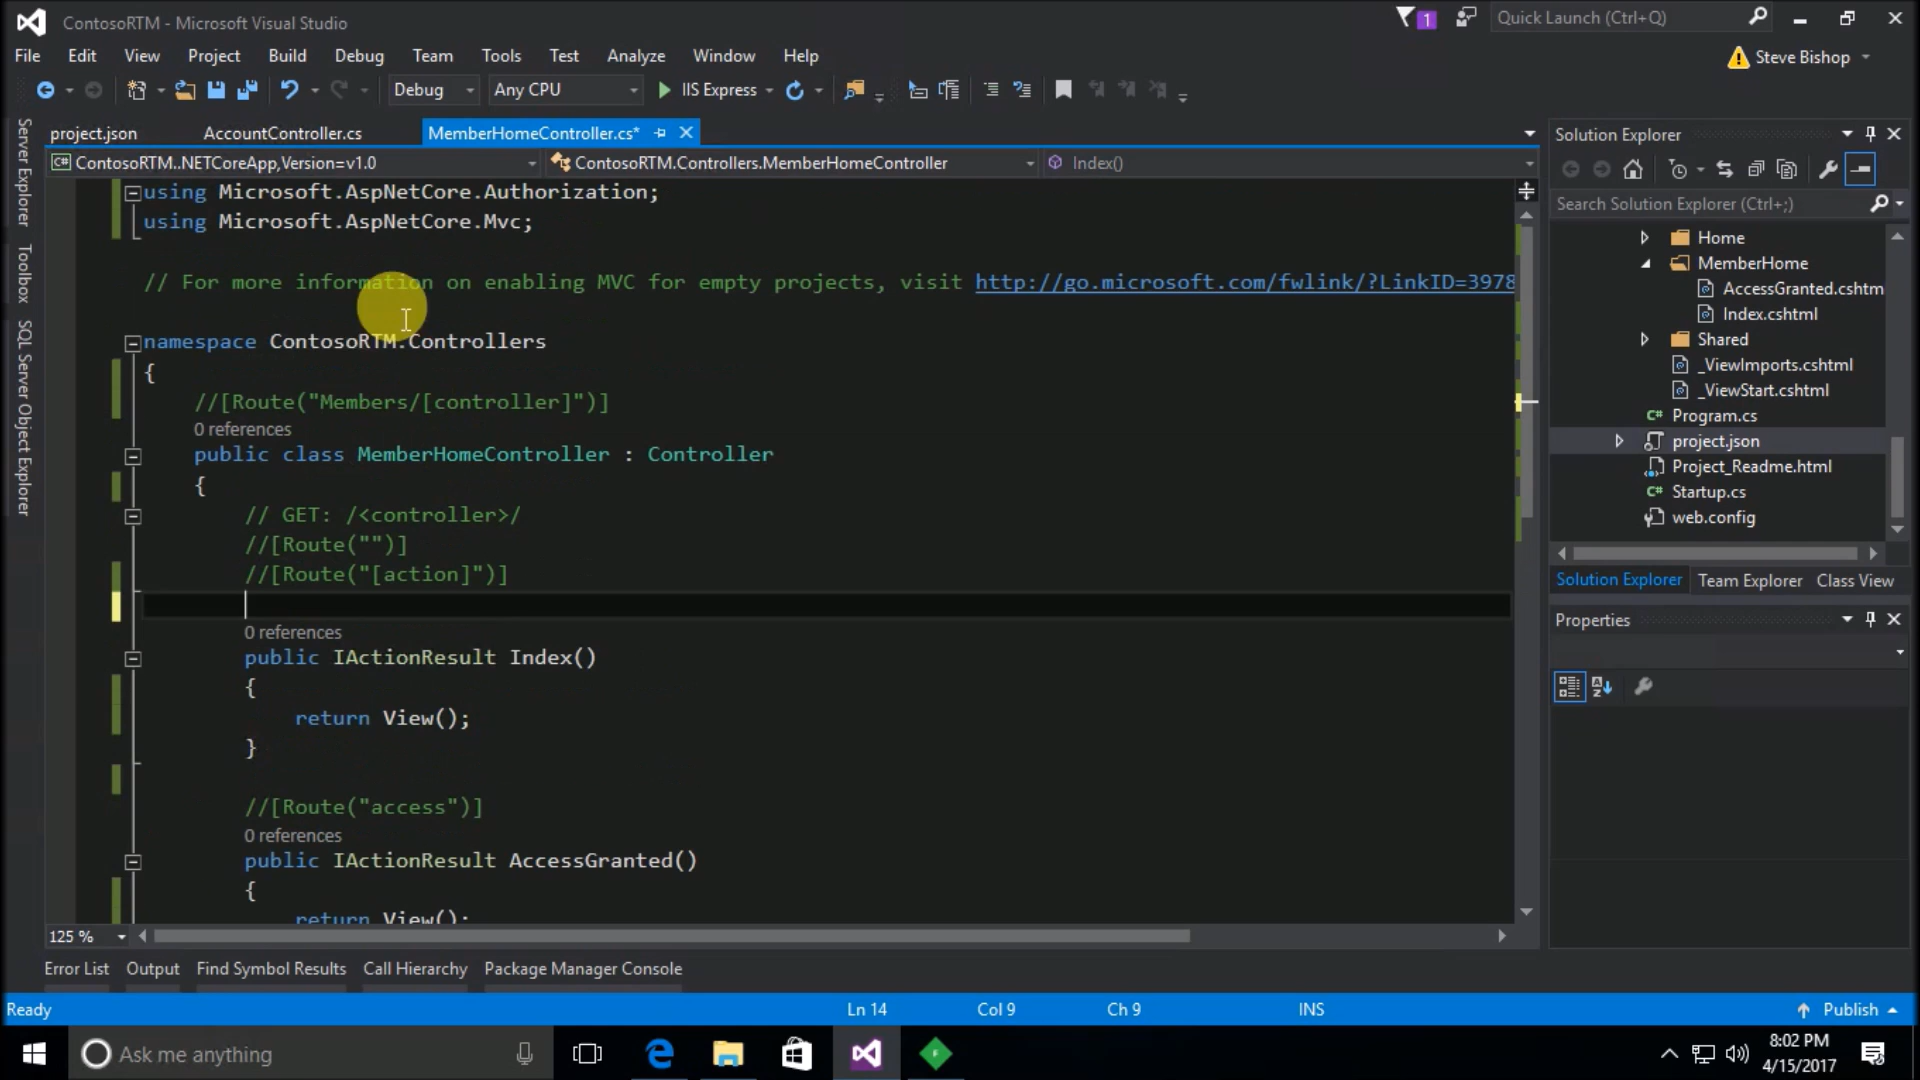 ContosoRTM - Microsoft Visual Studio
1
Quick Launch (Ctrl+Q)
File Edit View Project Build Debug Team Tools Test Analyze Window Help
Steve Bishop
Debug Any CPU IIS Express
project.json AccountController.cs MemberHomeController.cs*
ContosoRTM..NETCoreApp,Version=v1.0 ContosoRTM.Controllers.MemberHomeController Index()
Server Explorer
Toolbox
SQL Server Object Explorer
using Microsoft.AspNetCore.Authorization;
using Microsoft.AspNetCore.Mvc;
// For more information on enabling MVC for empty projects, visit http://go.microsoft.com/fwlink/?LinkID=3978
namespace ContosoRTM.Controllers
{
//[Route("Members/[controller]")]
0 references
public class MemberHomeController : Controller
{
// GET: /<controller>/
//[Route("")]
//[Route("[action]")]
0 references
public IActionResult Index()
{
return View();
}
//[Route("access")]
0 references
public IActionResult AccessGranted()
{
return View();
125 %
Solution Explorer
Search Solution Explorer (Ctrl+;)
Home
MemberHome
AccessGranted.cshtm
Index.cshtml
Shared
_ViewImports.cshtml
_ViewStart.cshtml
Program.cs
project.json
Project_Readme.html
Startup.cs
web.config
Solution Explorer Team Explorer Class View
Properties
Error List Output Find Symbol Results Call Hierarchy Package Manager Console
Ready Ln 14 Col 9 Ch 9 INS Publish
Ask me anything
8:02 PM
4/15/2017